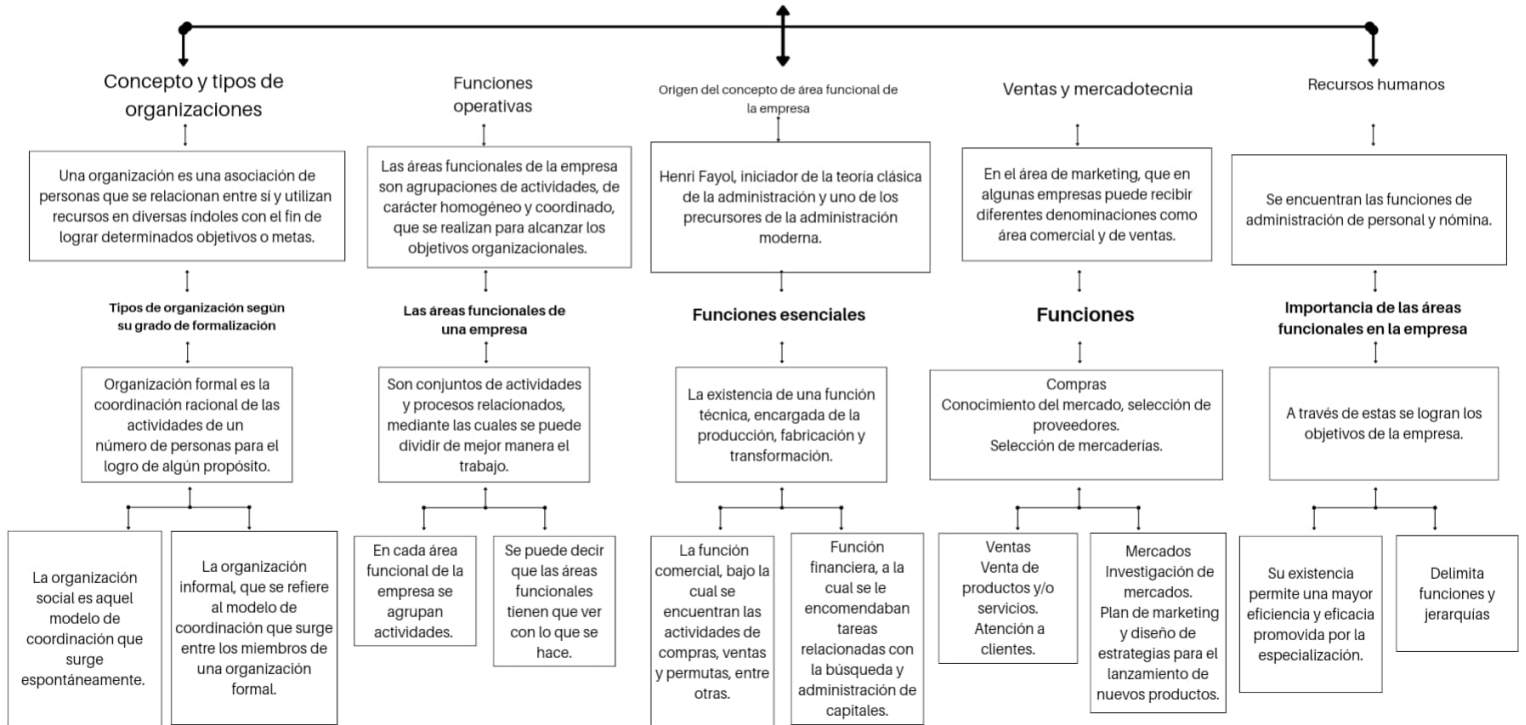 Concepto y tipos de
organizaciones
Una organización es una asociación de
personas que se relacionan entre sí y utilizan
recursos en diversas índoles con el fin de
lograr determinados objetivos o metas.
Tipos de organización según
su grado de formalización
Organización formal es la
coordinación racional de las
actividades de un
número de personas para el
logro de algún propósito.
La organización
social es aquel
modelo de
coordinación que
surge
espontáneamente.
La organización
informal, que se refiere
al modelo de
coordinación que surge
entre los miembros de
una organización
formal.
Funciones
operativas
Las áreas funcionales de la empresa
son agrupaciones de actividades, de
carácter homogéneo y coordinado,
que se realizan para alcanzar los
objetivos organizacionales.
Las áreas funcionales de
una empresa
Son conjuntos de actividades
y procesos relacionados,
mediante las cuales se puede
dividir de mejor manera el
trabajo.
En cada área
funcional de la
empresa se
agrupan
actividades.
Se puede decir
que las áreas
funcionales
tienen que ver
con lo que se
hace.
Origen del concepto de área funcional de
la empresa
Henri Fayol, iniciador de la teoría clásica
de la administración y uno de los
precursores de la administración
moderna.
Funciones esenciales
La existencia de una función
técnica, encargada de la
producción, fabricación y
transformación.
La función
comercial, bajo la
cual se
encuentran las
actividades de
compras, ventas
y permutas, entre
otras.
Función
financiera, a la
cual se le
encomendaban
tareas
relacionadas con
la búsqueda y
administración de
capitales.
Ventas y mercadotecnia
En el área de marketing, que en
algunas empresas puede recibir
diferentes denominaciones como
área comercial y de ventas.
Funciones
Compras
Conocimiento del mercado, selección de
proveedores.
Selección de mercaderías.
Ventas
Venta de
productos y/o
servicios.
Atención a
clientes.
Mercados
Investigación de
mercados.
Plan de marketing
y diseño de
estrategias para el
lanzamiento de
nuevos productos.
Recursos humanos
Se encuentran las funciones de
administración de personal y nómina.
Importancia de las áreas
funcionales en la empresa
A través de estas se logran los
objetivos de la empresa.
Su existencia
permite una mayor
eficiencia y eficacia
promovida por la
especialización.
Delimita
funciones y
jerarquías